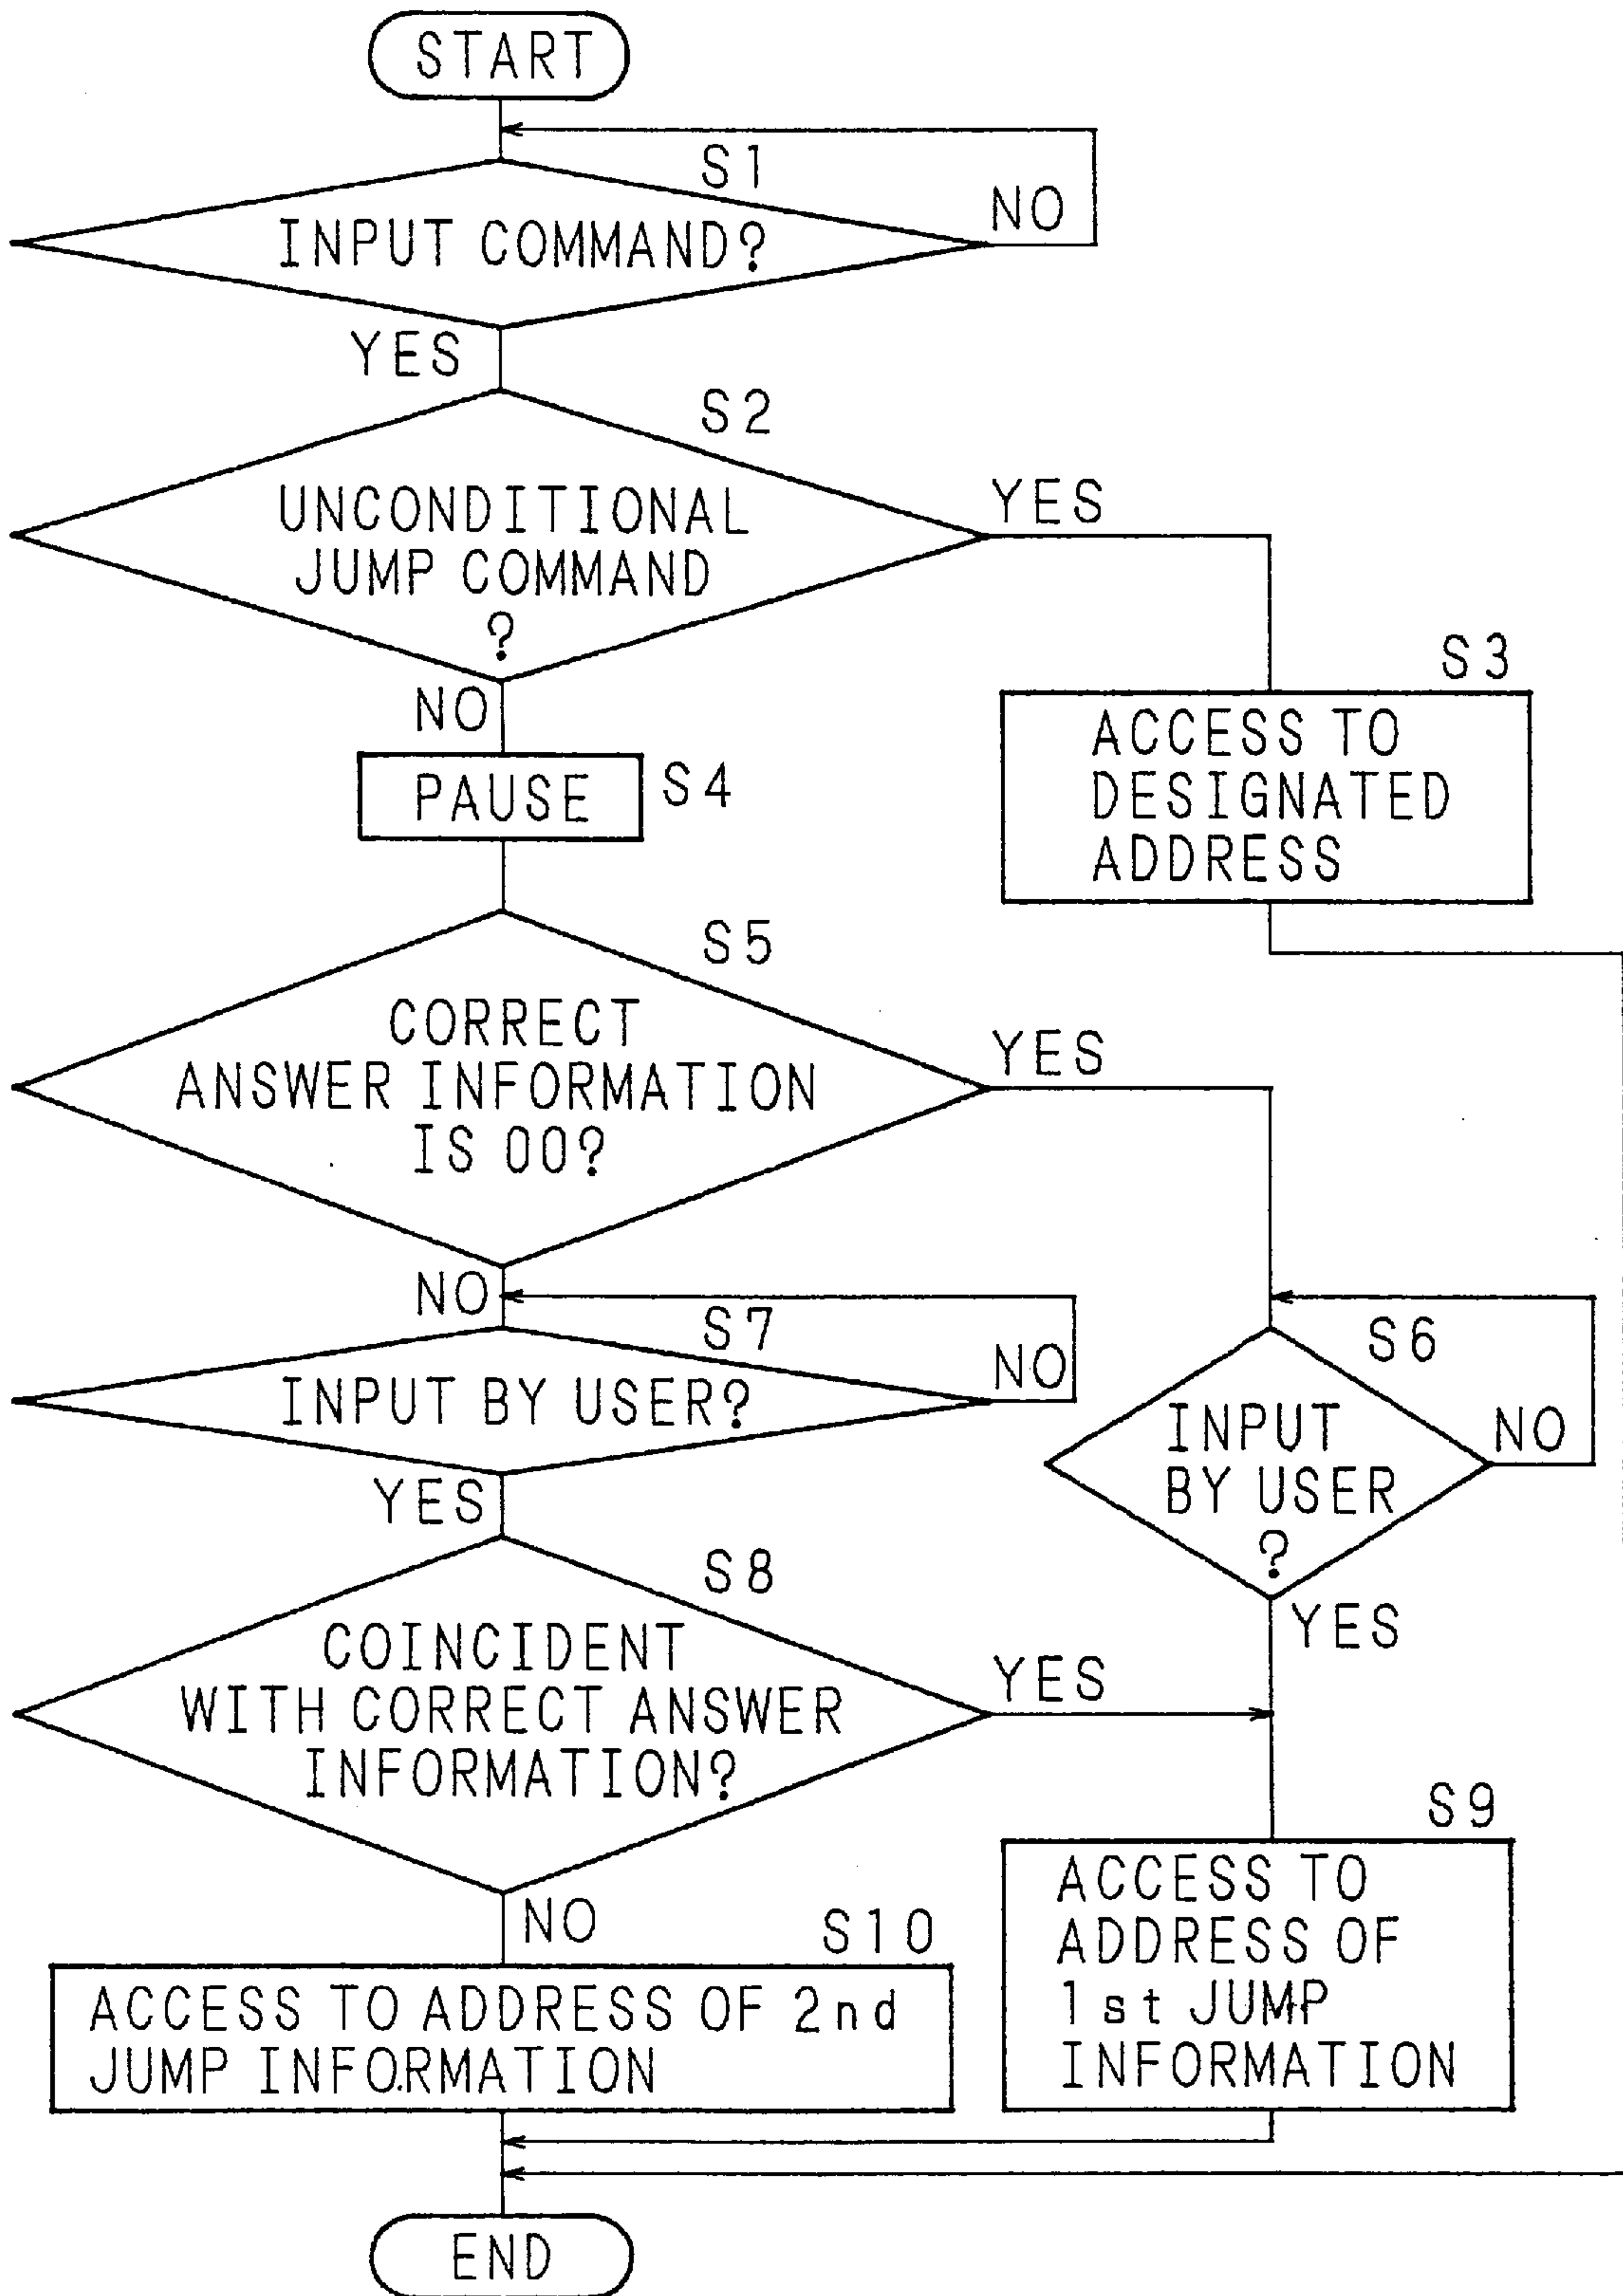 START
S1
INPUT COMMAND?
NO
YES
S2
UNCONDITIONAL
JUMP COMMAND
?
YES
NO
S3
ACCESS TO
DESIGNATED
ADDRESS
PAUSE
S4
S5
CORRECT
ANSWER INFORMATION
IS 00?
YES
NO
S7
INPUT BY USER?
NO
S6
INPUT
BY USER
?
NO
YES
YES
S8
COINCIDENT
WITH CORRECT ANSWER
INFORMATION?
YES
NO
S9
ACCESS TO
ADDRESS OF
1st JUMP
INFORMATION
S10
ACCESS TO ADDRESS OF 2nd
JUMP INFORMATION
END